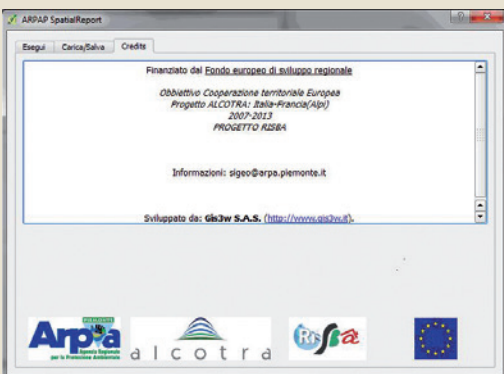 ARPAP SpatialReport
Esegui Carica/Salva Credits
Finanziato dal Fondo europeo di sviluppo regionale
Obbiettivo Cooperazione territoriale Europea
Progetto ALCOTRA: Italia-Francia(Alpi)
2007-2013
PROGETTO RISBA
Informazioni: sigeo@arpa.piemonte.it
Sviluppato da: Gis3w S.A.S. (http://www.gis3w.it).
PIEMONTE
Arpa
Agenzia Regionale
per la Protezione Ambientale
alcotra
RISBA